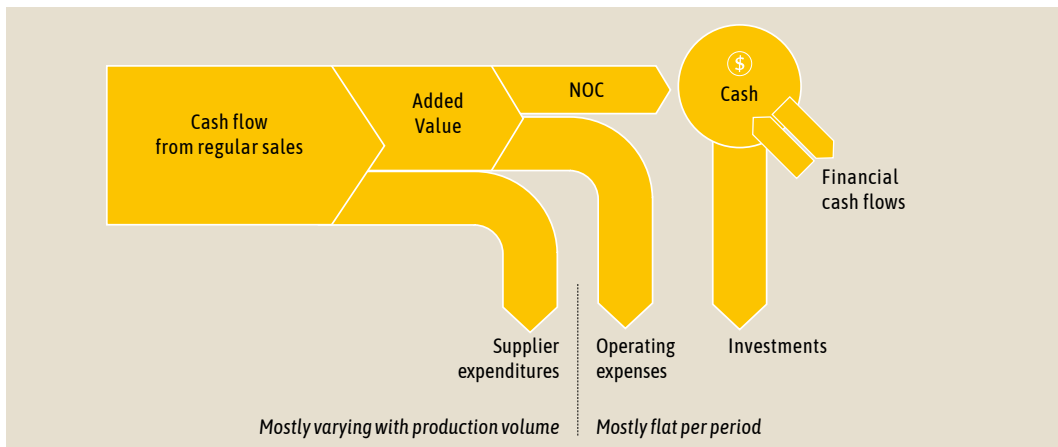 Cash flow
from regular sales
Added
Value
NOC
$
Cash
Financial
cash flows
Supplier
expenditures
Operating
expenses
Investments
Mostly varying with production volume
Mostly flat per period